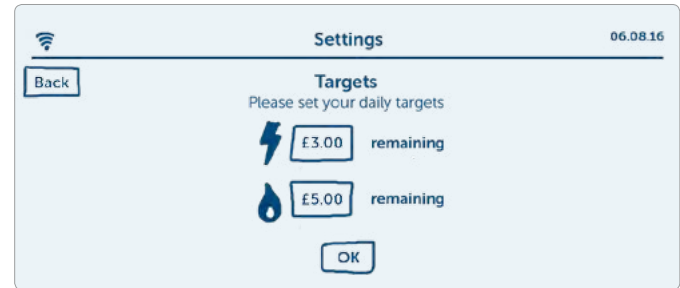 Settings
06.08.16
Back
Targets
Please set your daily targets
£3.00 remaining
£5.00 remaining
OK